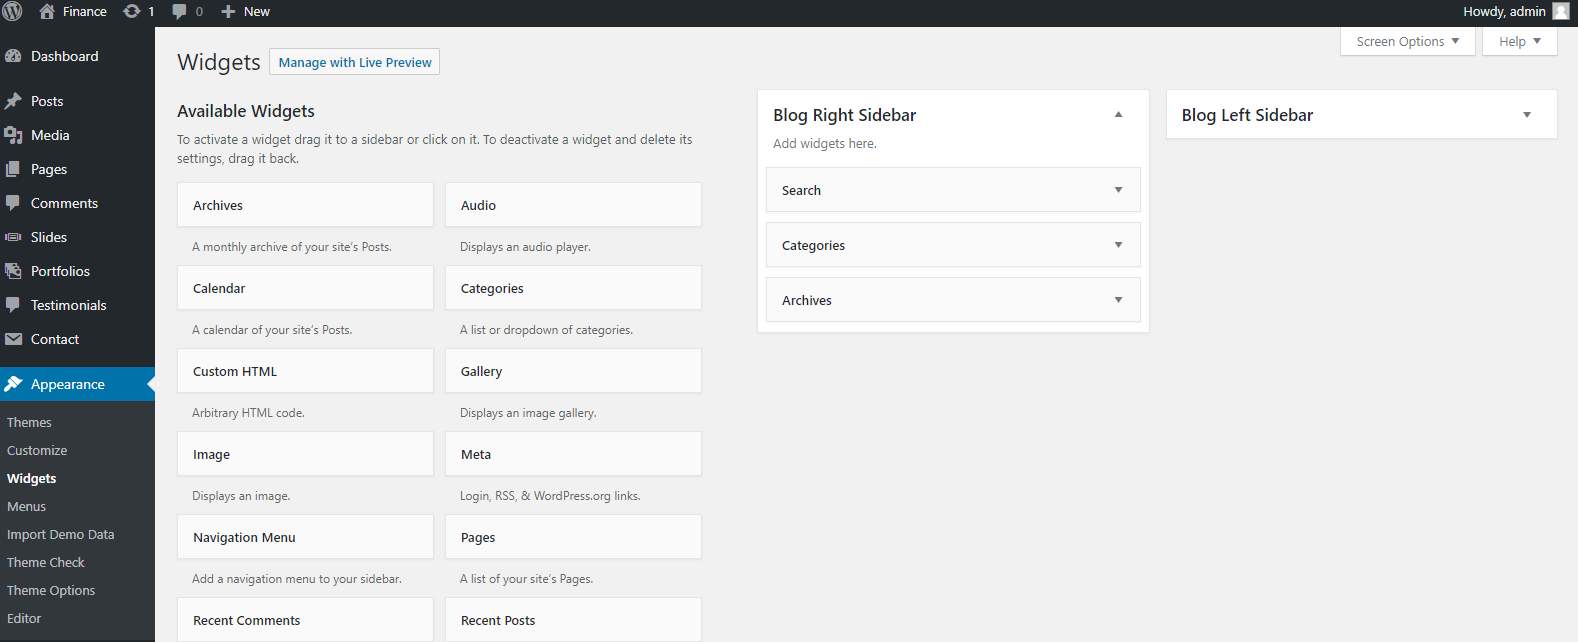 Finance 1 0 New Howdy, admin
Screen Options Help
Dashboard
Posts
Media
Pages
Comments
Slides
Portfolios
Testimonials
Contact
Appearance
Themes
Customize
Widgets
Menus
Import Demo Data
Theme Check
Theme Options
Editor
Widgets Manage with Live Preview
Available Widgets
To activate a widget drag it to a sidebar or click on it. To deactivate a widget and delete its
settings, drag it back.
Archives
A monthly archive of your site’s Posts.
Audio
Displays an audio player.
Calendar
A calendar of your site’s Posts.
Categories
A list or dropdown of categories.
Custom HTML
Arbitrary HTML code.
Gallery
Displays an image gallery.
Image
Displays an image.
Meta
Login, RSS, & WordPress.org links.
Navigation Menu
Add a navigation menu to your sidebar.
Pages
A list of your site’s Pages.
Recent Comments
Recent Posts
Blog Right Sidebar
Add widgets here.
Search
Categories
Archives
Blog Left Sidebar